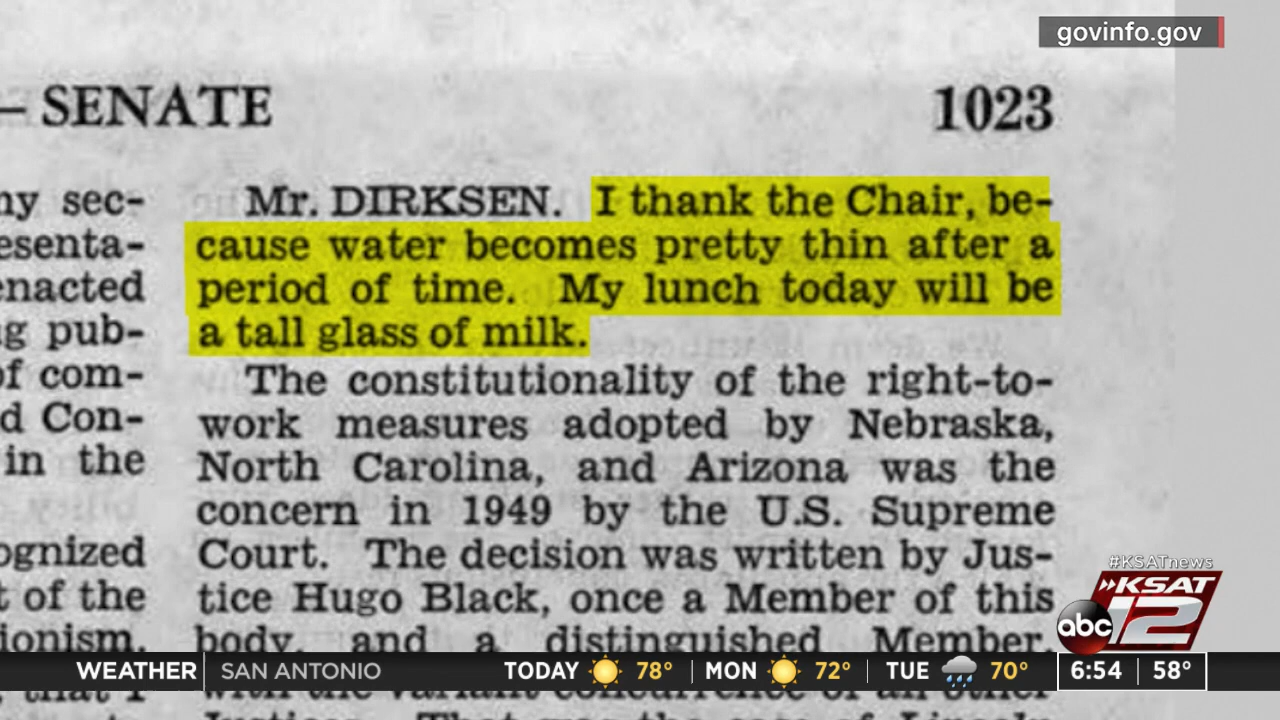 govinfo.gov
– SENATE 1023
ny sec-
esenta-
enacted
g pub-
of com-
d Con-
in the
ognized
t of the
ionism.
that I
Mr. DIRKSEN. I thank the Chair, be-
cause water becomes pretty thin after a
period of time. My lunch today will be
a tall glass of milk.
The constitutionality of the right-to-
work measures adopted by Nebraska,
North Carolina, and Arizona was the
concern in 1949 by the U.S. Supreme
Court. The decision was written by Jus-
tice Hugo Black, once a Member of this
body, and a distinguished Member,
#KSATnews
KSAT
abc 12
WEATHER SAN ANTONIO TODAY 78° MON 72° TUE 70° 6:54 58°